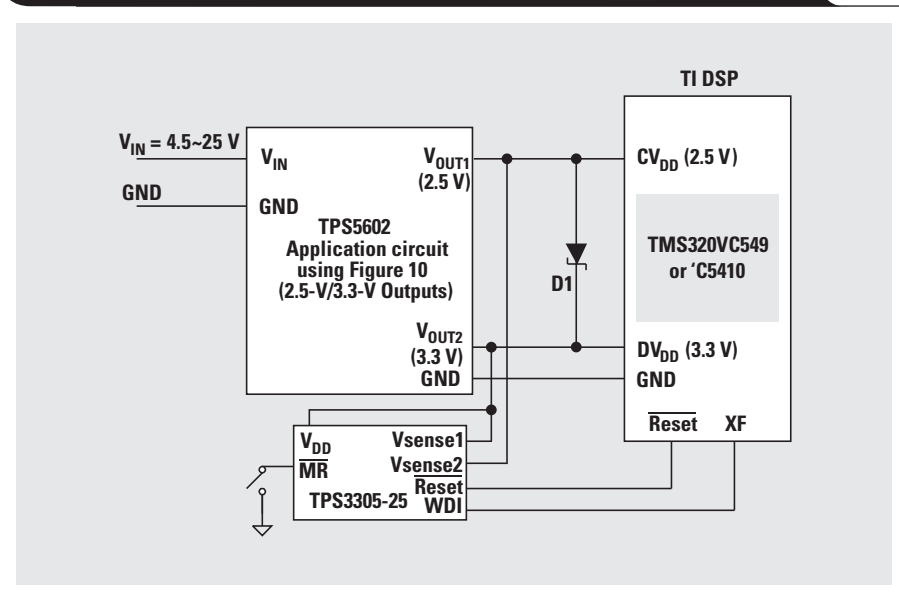 TI DSP
V_IN = 4.5~25 V
GND
V_IN
GND
V_OUT1
(2.5 V)
TPS5602
Application circuit
using Figure 10
(2.5-V/3.3-V Outputs)
V_OUT2
(3.3 V)
GND
D1
CV_DD (2.5 V)
TMS320VC549
or ‘C5410
DV_DD (3.3 V)
GND
Reset XF
V_DD
MR
Vsense1
Vsense2
Reset
WDI
TPS3305-25